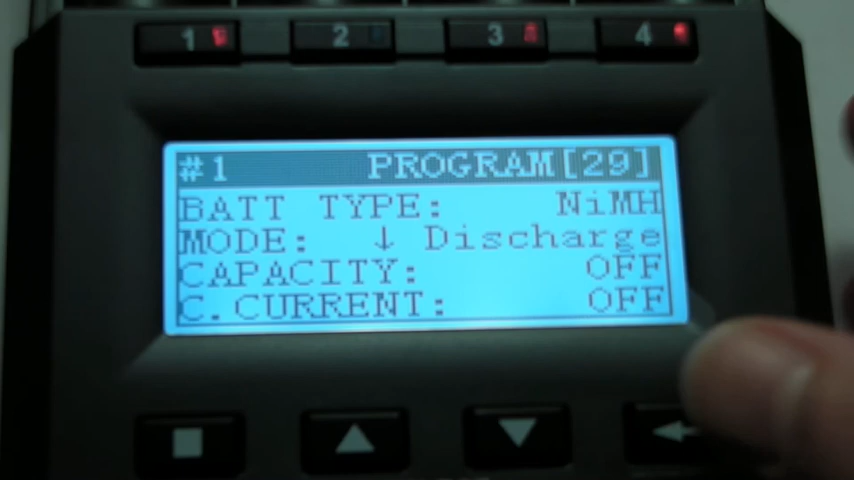 1 2 3 4
#1 PROGRAM[29]
BATT TYPE: NiMH
MODE: ↓ Discharge
CAPACITY: OFF
C.CURRENT: OFF